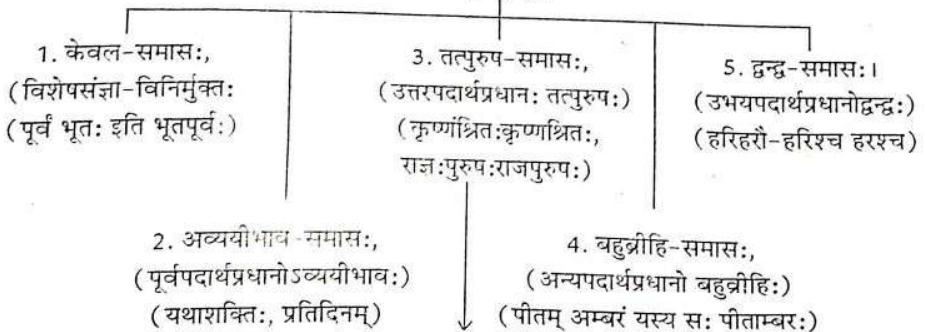 1. केवल-समासः,
(विशेषसंज्ञा-विनिर्मुक्तः
(पूर्वं भूतः इति भूतपूर्वः)
3. तत्पुरुष-समासः,
(उत्तरपदार्थप्रधानः तत्पुरुषः)
(कृष्णंश्रितःकृष्णश्रितः,
राज्ञःपुरुषःराजपुरुषः)
5. द्वन्द्व-समासः।
(उभयपदार्थप्रधानोद्वन्द्वः)
(हरिहरौ-हरिश्च हरश्च)
2. अव्ययीभाव-समासः,
(पूर्वपदार्थप्रधानोऽव्ययीभावः)
(यथाशक्तिः, प्रतिदिनम्)
4. बहुब्रीहि-समासः,
(अन्यपदार्थप्रधानो बहुव्रीहिः)
(पीतम् अम्बरं यस्य सः पीताम्बरः)